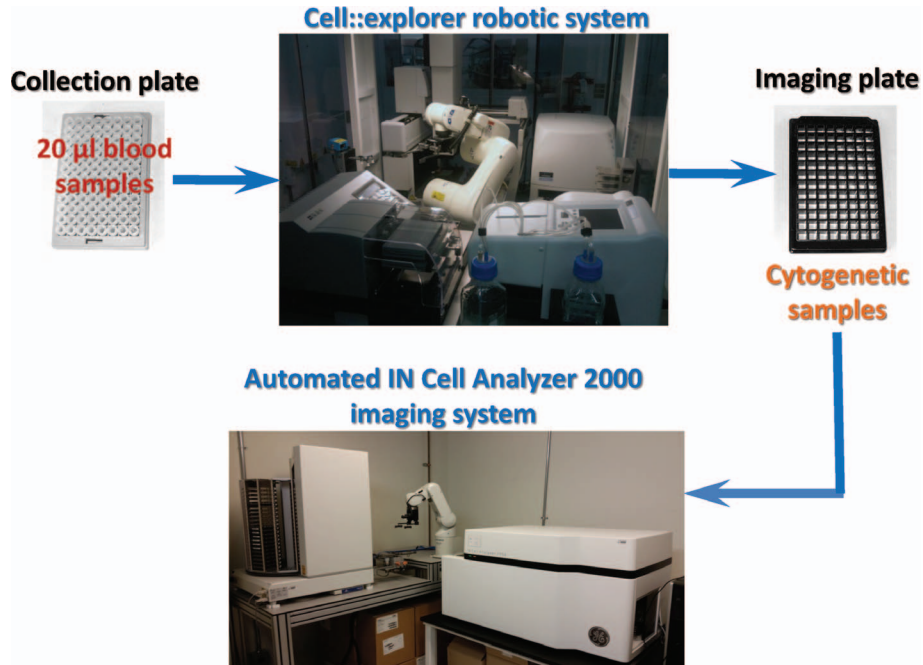 Cell::explorer robotic system
Collection plate
Imaging plate
20 µl blood
samples
Cytogenetic
samples
Automated IN Cell Analyzer 2000
imaging system
GE